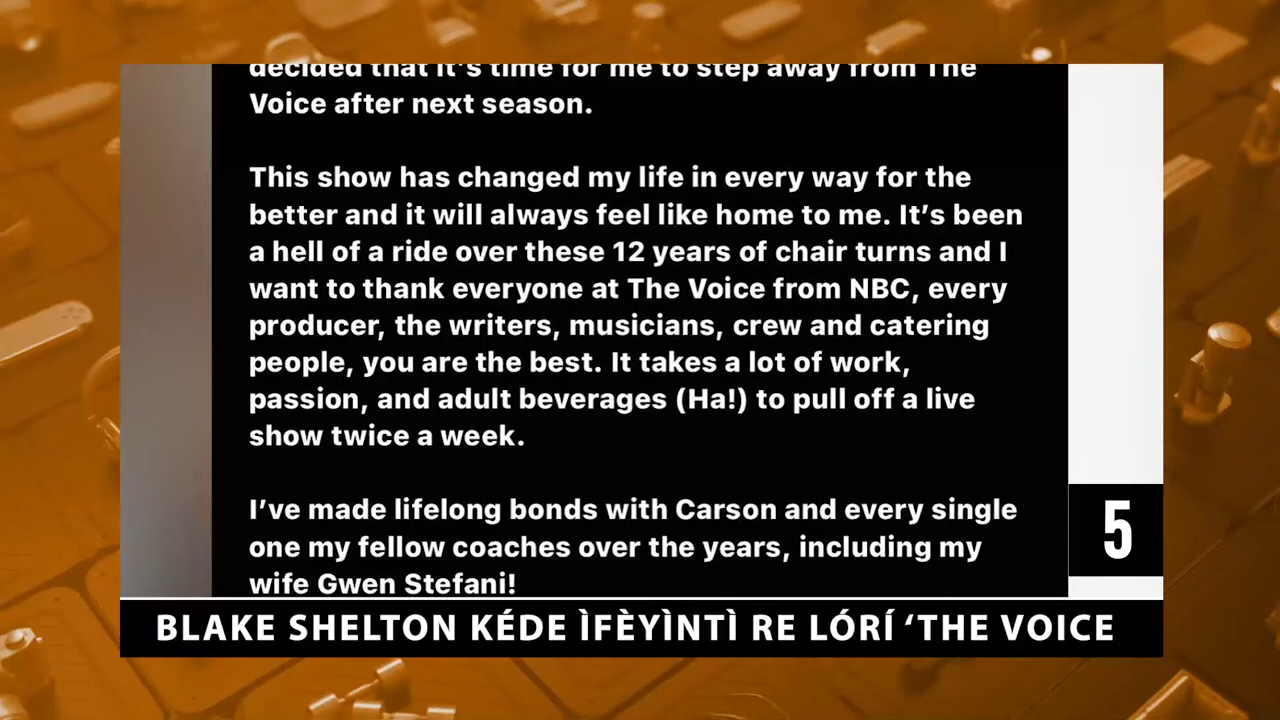 decided that it's time for me to step away from The
Voice after next season.
This show has changed my life in every way for the
better and it will always feel like home to me. It's been
a hell of a ride over these 12 years of chair turns and I
want to thank everyone at The Voice from NBC, every
producer, the writers, musicians, crew and catering
people, you are the best. It takes a lot of work,
passion, and adult beverages (Ha!) to pull off a live
show twice a week.
I've made lifelong bonds with Carson and every single
one my fellow coaches over the years, including my
wife Gwen Stefani!
5
BLAKE SHELTON KÉDE ÌFÈYÌNTÌ RE LÓRÍ ‘THE VOICE